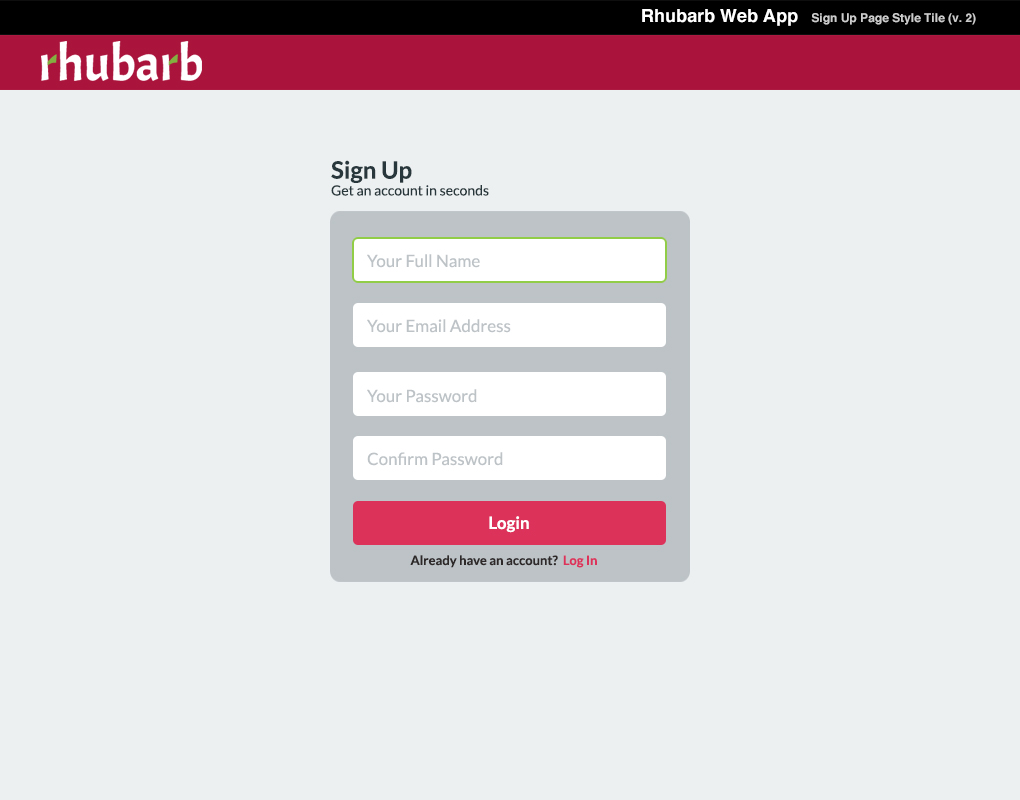 Rhubarb Web App Sign Up Page Style Tile (v. 2)
rhubarb
Sign Up
Get an account in seconds
Your Full Name
Your Email Address
Your Password
Confirm Password
Login
Already have an account? Log In